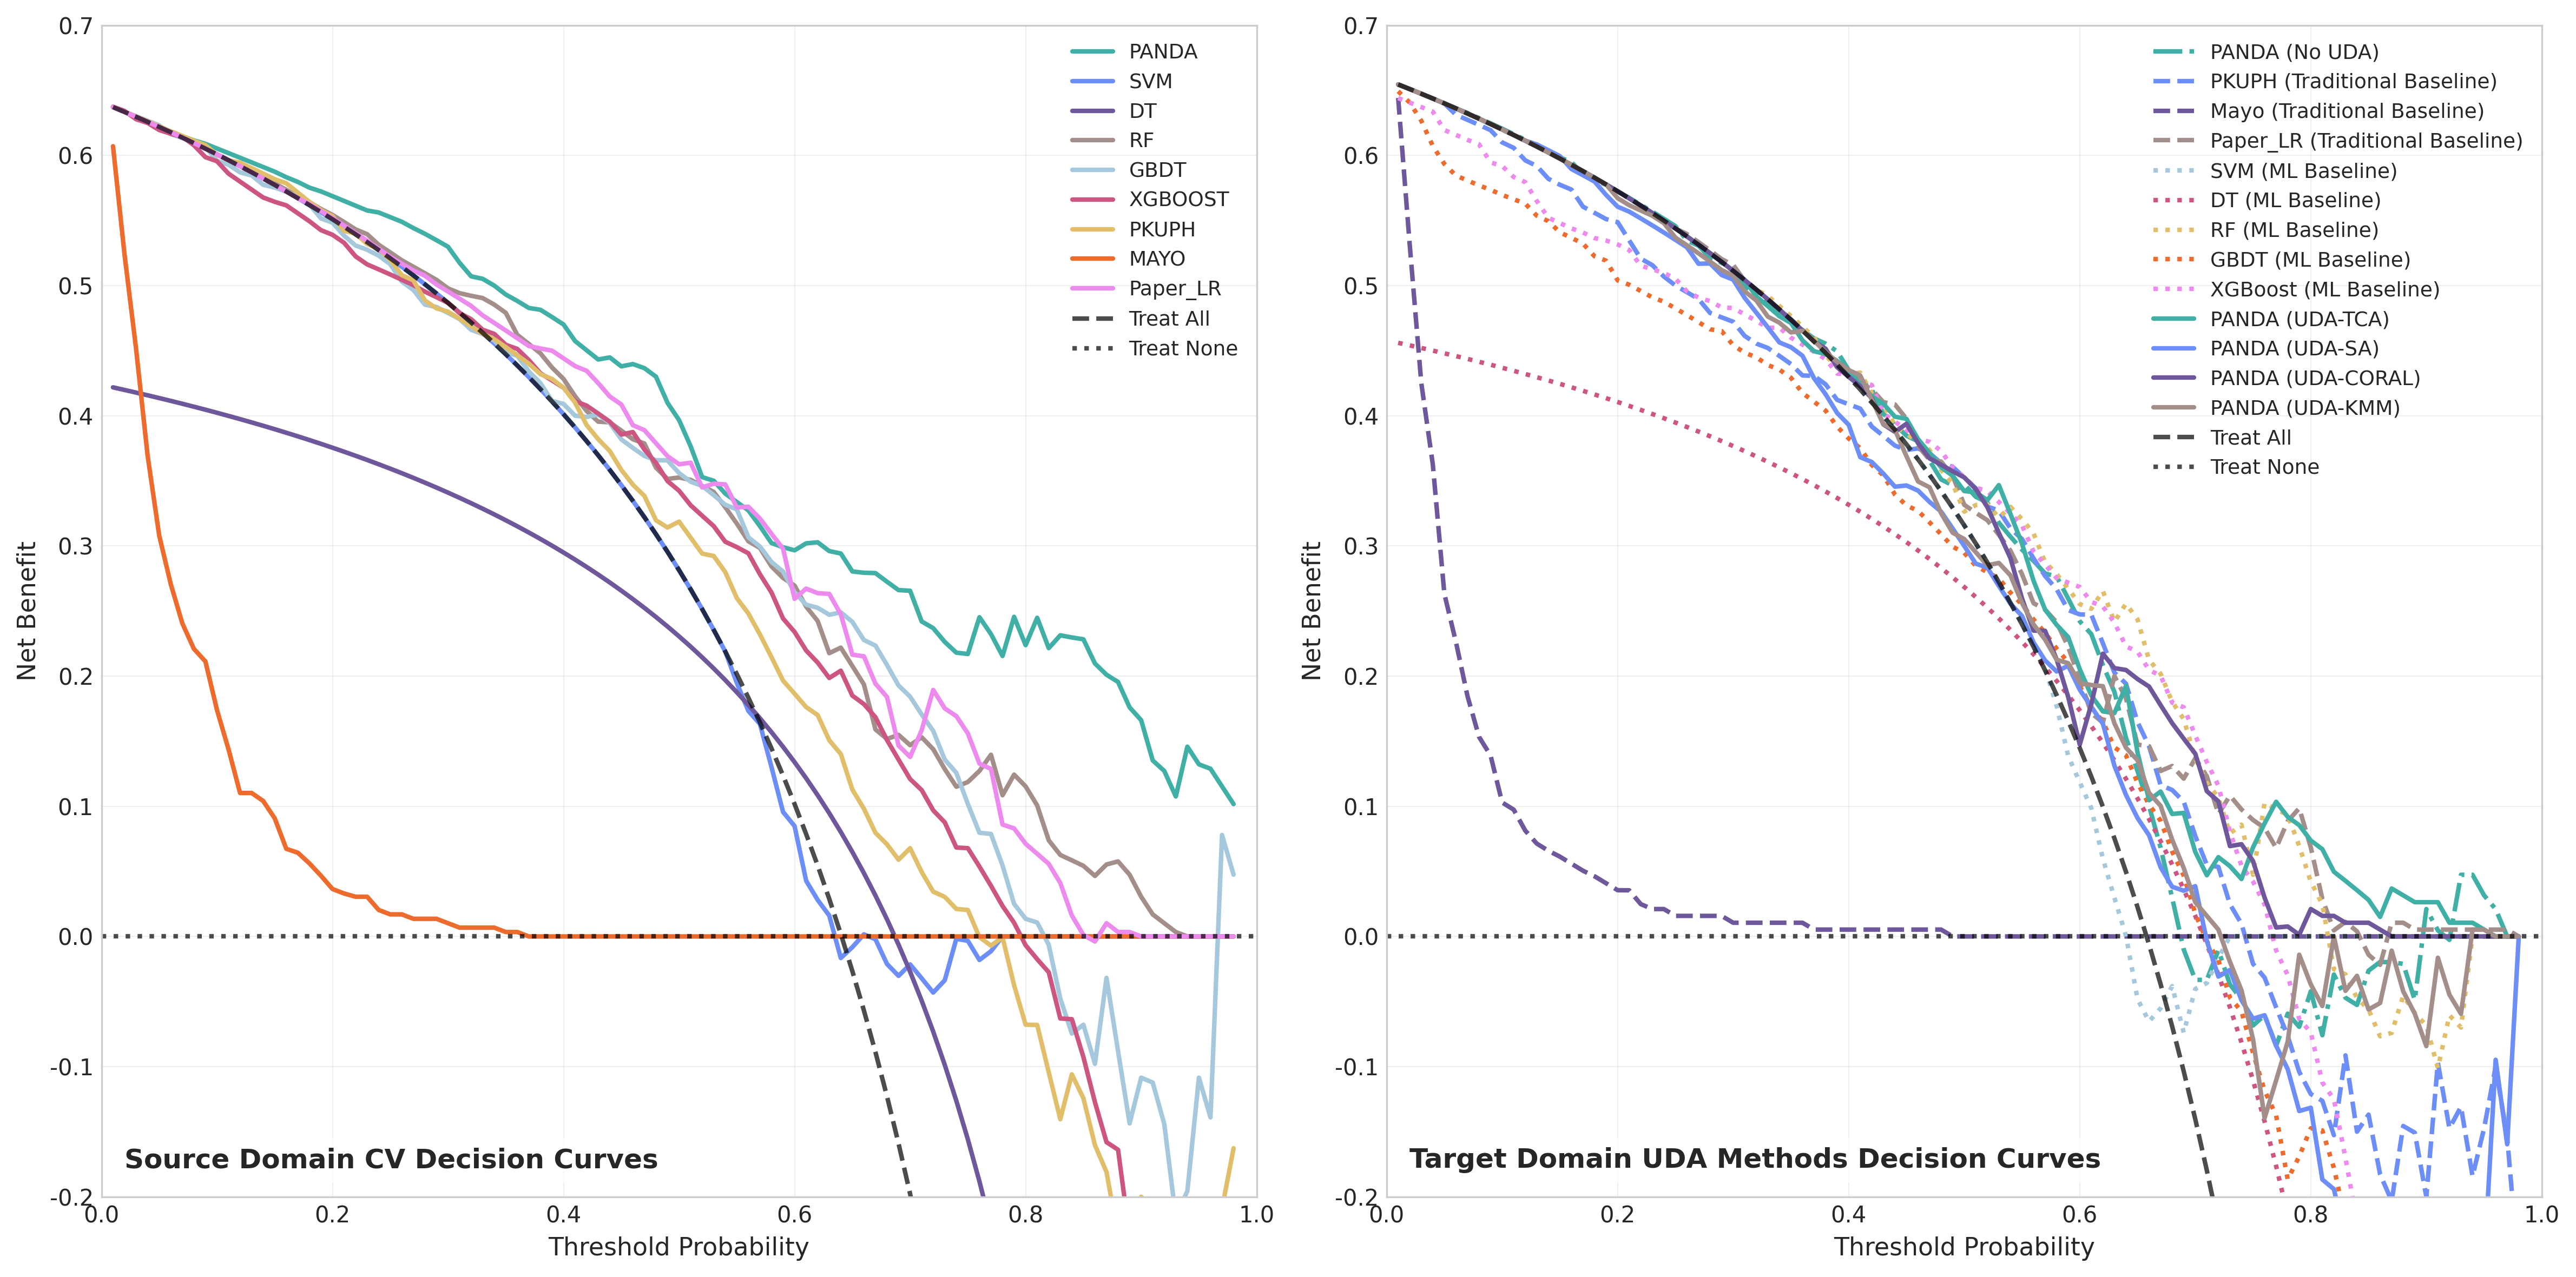 0.7
0.6
0.5
0.4
0.3
0.2
0.1
0.0
-0.1
-0.2
Net Benefit
0.0 0.2 0.4 0.6 0.8 1.0
Threshold Probability
PANDA
SVM
DT
RF
GBDT
XGBOOST
PKUPH
MAYO
Paper_LR
Treat All
Treat None
Source Domain CV Decision Curves
0.7
0.6
0.5
0.4
0.3
0.2
0.1
0.0
-0.1
-0.2
Net Benefit
0.0 0.2 0.4 0.6 0.8 1.0
Threshold Probability
PANDA (No UDA)
PKUPH (Traditional Baseline)
Mayo (Traditional Baseline)
Paper_LR (Traditional Baseline)
SVM (ML Baseline)
DT (ML Baseline)
RF (ML Baseline)
GBDT (ML Baseline)
XGBoost (ML Baseline)
PANDA (UDA-TCA)
PANDA (UDA-SA)
PANDA (UDA-CORAL)
PANDA (UDA-KMM)
Treat All
Treat None
Target Domain UDA Methods Decision Curves